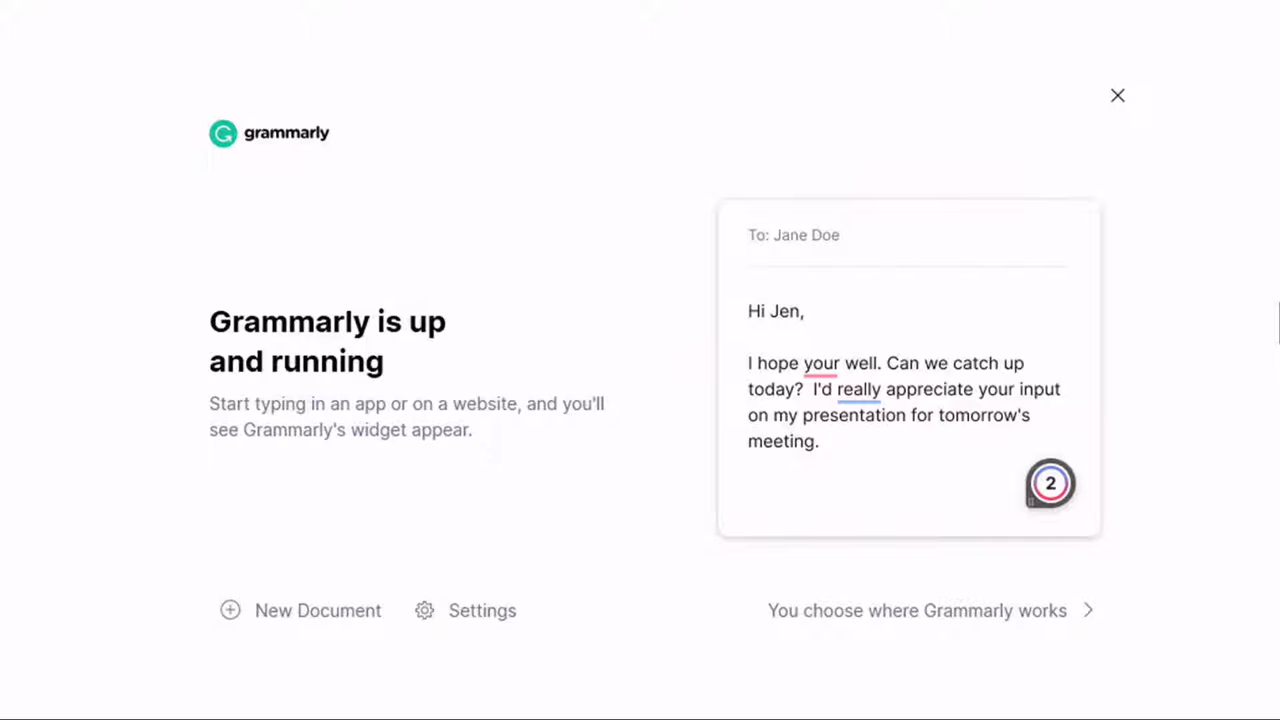 grammarly
Grammarly is up
and running
Start typing in an app or on a website, and you'll
see Grammarly's widget appear.
To: Jane Doe
Hi Jen,
I hope your well. Can we catch up
today?  I'd really appreciate your input
on my presentation for tomorrow's
meeting.
2
New Document
Settings
You choose where Grammarly works